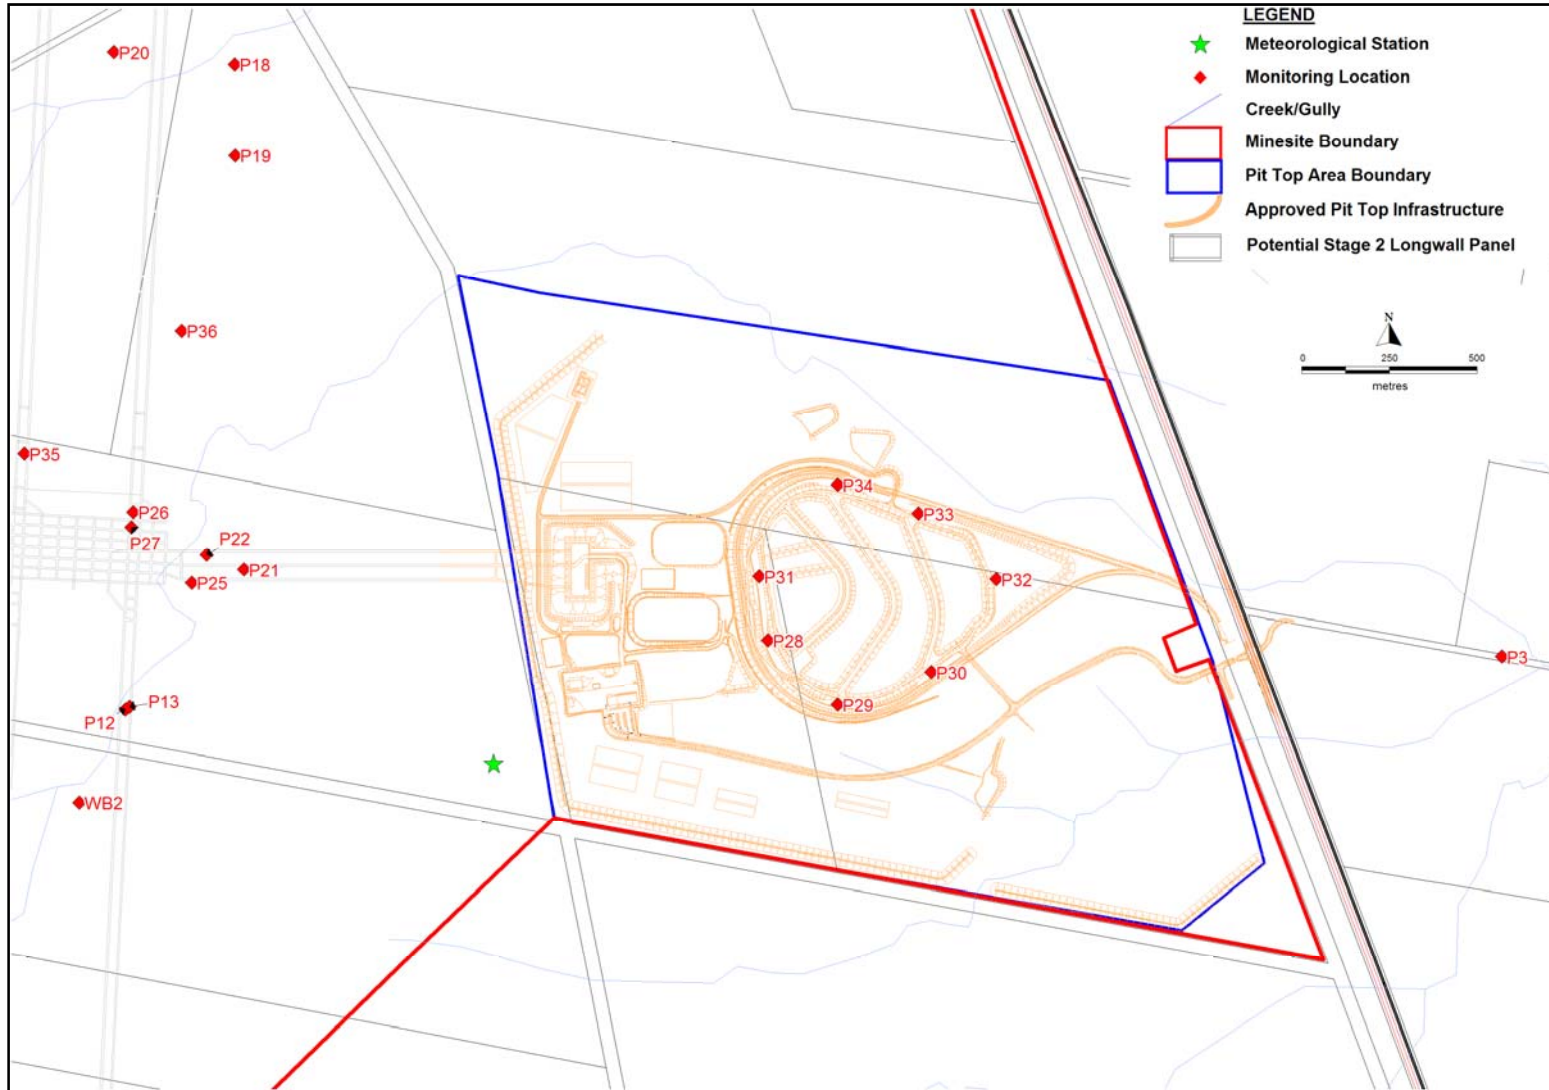 LEGEND
Meteorological Station
Monitoring Location
Creek/Gully
Minesite Boundary
Pit Top Area Boundary
Approved Pit Top Infrastructure
Potential Stage 2 Longwall Panel
N
0 250 500
metres
P20
P18
P19
P36
P35
P26
P27
P22
P21
P25
P13
P12
WB2
P34
P33
P31
P32
P28
P30
P29
P3